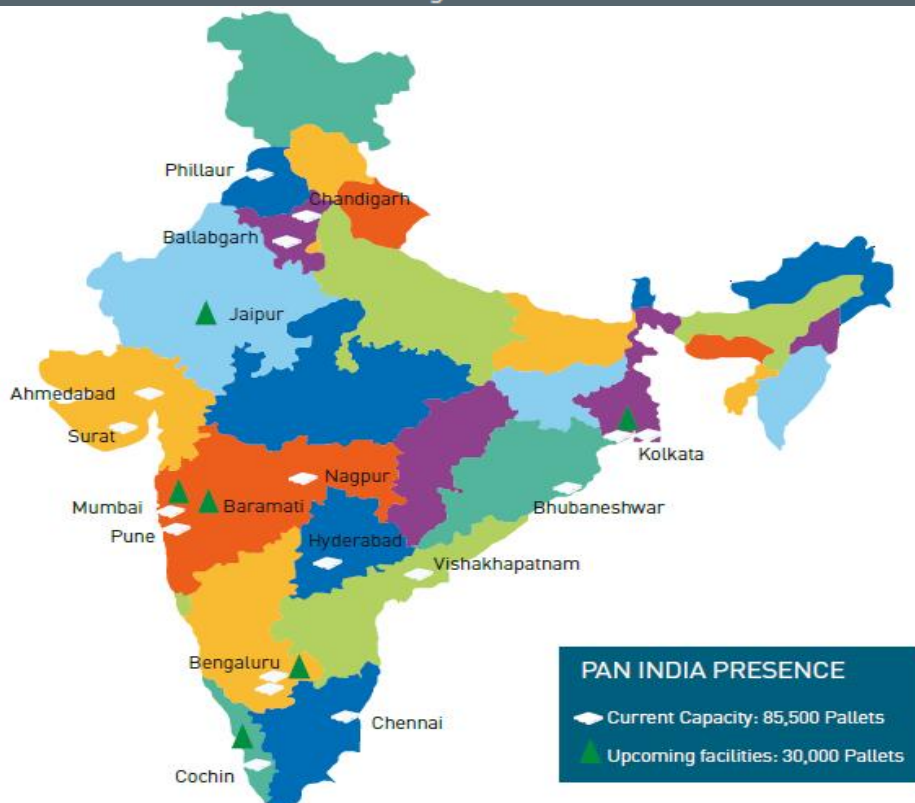 Phillaur
Chandigarh
Ballabgarh
Jaipur
Ahmedabad
Surat
Kolkata
Nagpur
Mumbai
Baramati
Bhubaneshwar
Pune
Hyderabad
Vishakhapatnam
Bengaluru
Chennai
Cochin
PAN INDIA PRESENCE
Current Capacity: 85,500 Pallets
Upcoming facilities: 30,000 Pallets